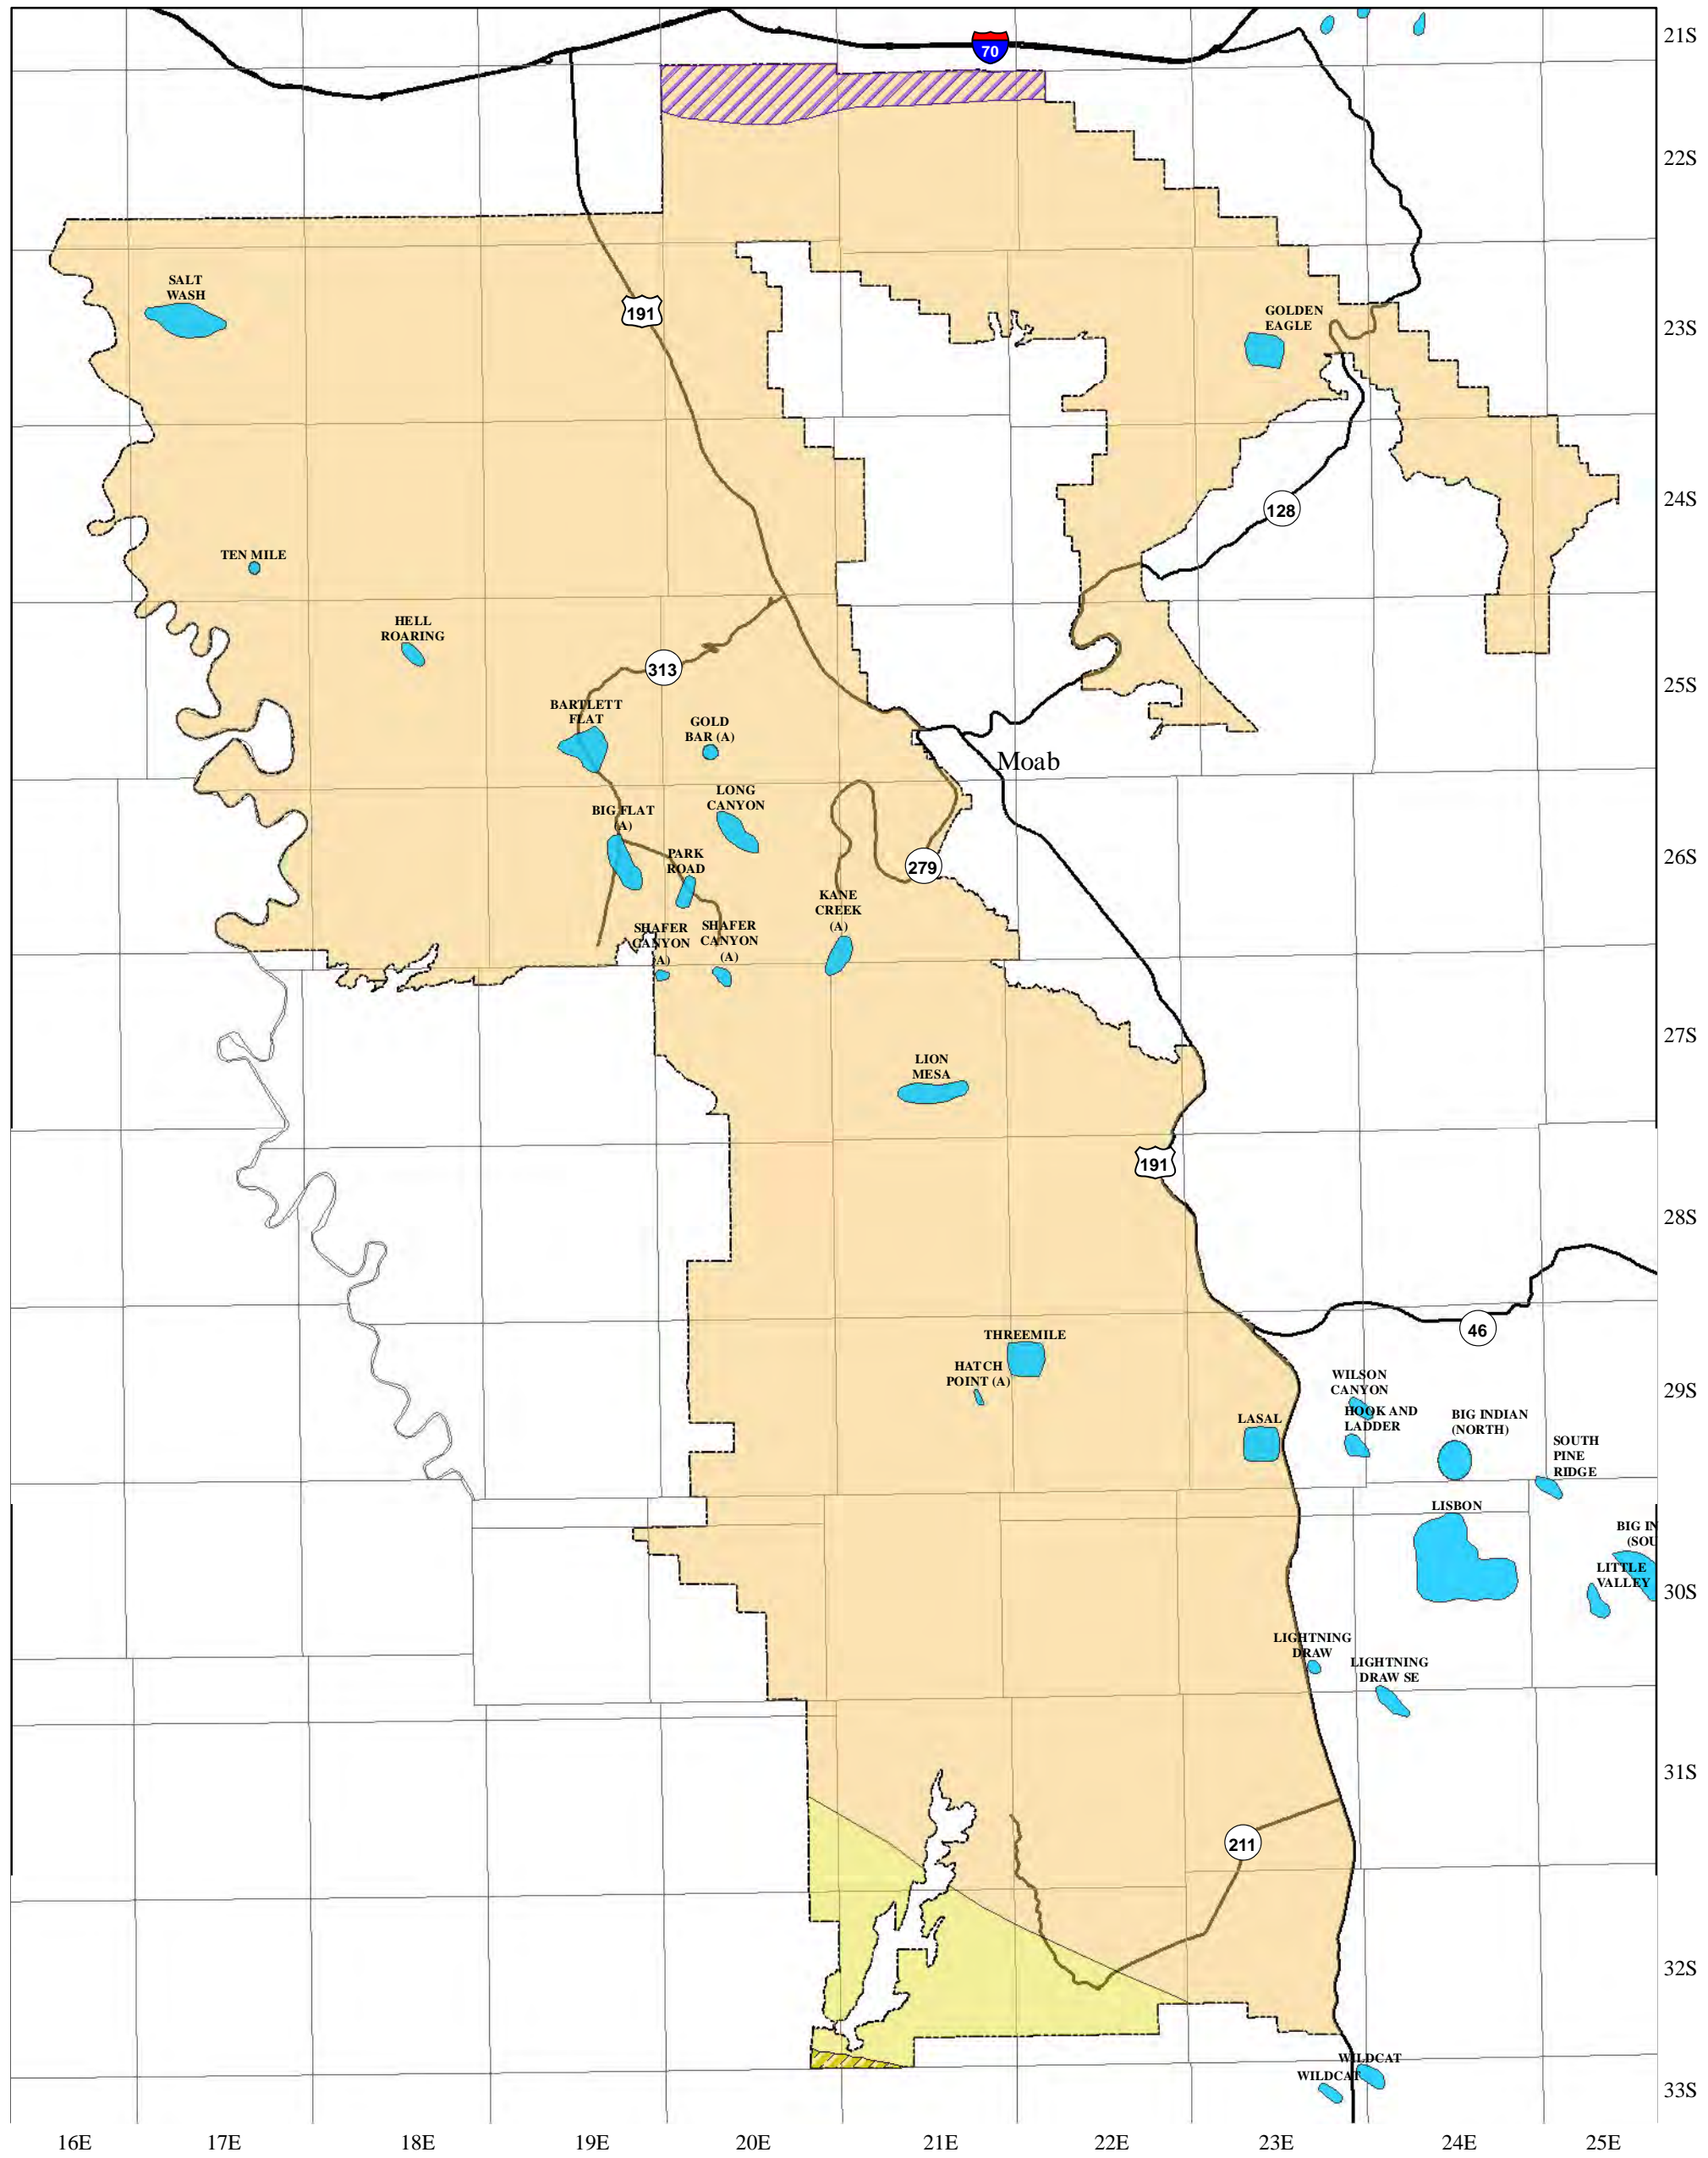 21S
70
22S
SALT
WASH
191
GOLDEN
EAGLE
23S
24S
128
TEN MILE
HELL
ROARING
313
25S
BARTLETT
FLAT
GOLD
BAR (A)
Moab
LONG
CANYON
BIG FLAT
(A)
PARK
ROAD
279
26S
KANE
CREEK
(A)
SHAFER
CANYON
(A)
SHAFER
CANYON
(A)
27S
LION
MESA
191
28S
46
THREEMILE
HATCH
POINT (A)
WILSON
CANYON
29S
HOOK AND
LADDER
BIG INDIAN
(NORTH)
LASAL
SOUTH
PINE
RIDGE
LISBON
BIG IN
(SOU
LITTLE
VALLEY
30S
LIGHTNING
DRAW
LIGHTNING
DRAW SE
31S
211
32S
WILDCAT
WILDCAT
33S
16E 17E 18E 19E 20E 21E 22E 23E 24E 25E